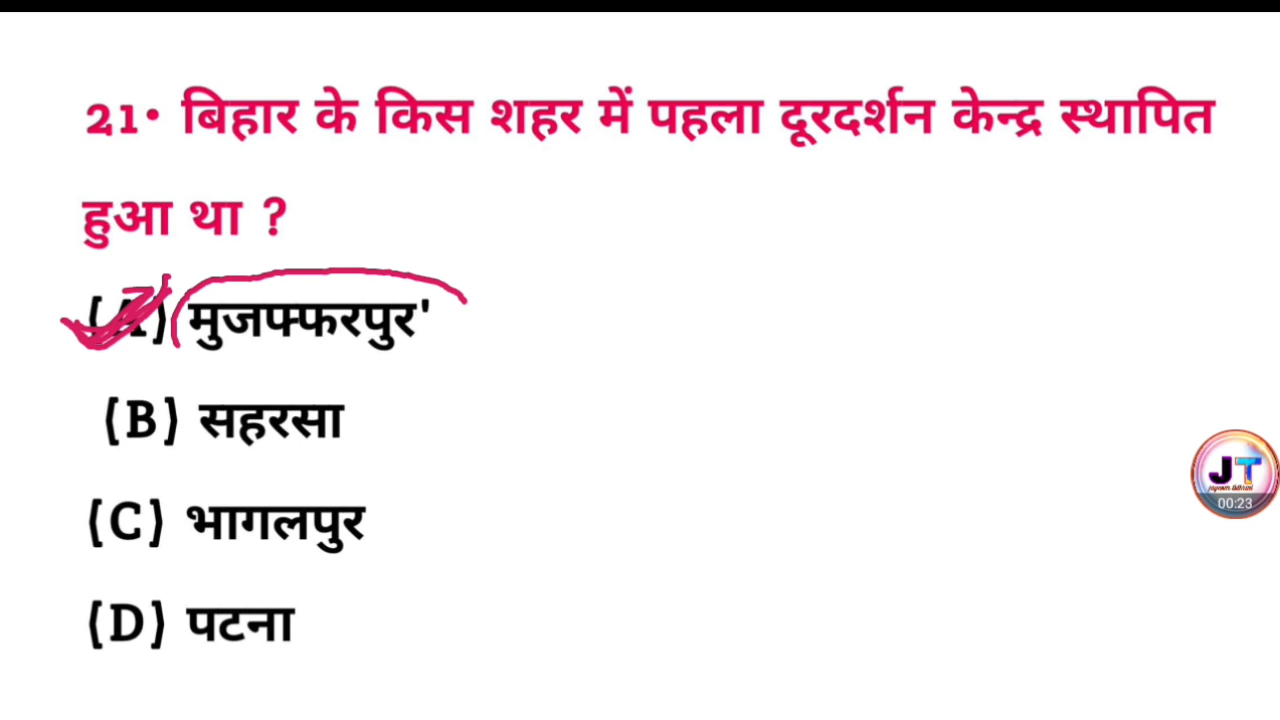 21• बिहार के किस शहर में पहला दूरदर्शन केन्द्र स्थापित
हुआ था ?
(A) मुजफ्फरपुर'
(B) सहरसा
(C) भागलपुर
(D) पटना
JT
00:23